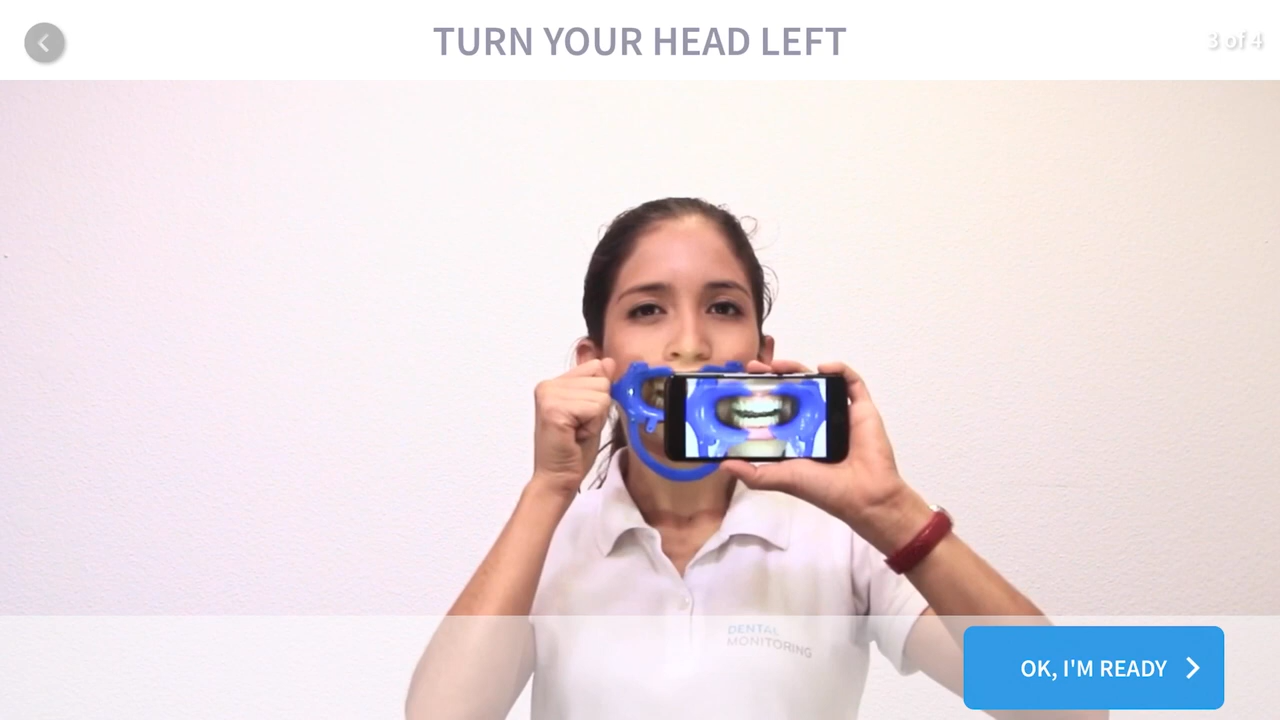 TURN YOUR HEAD LEFT
3 of 4
DENTAL
MONITORING
OK, I'M READY